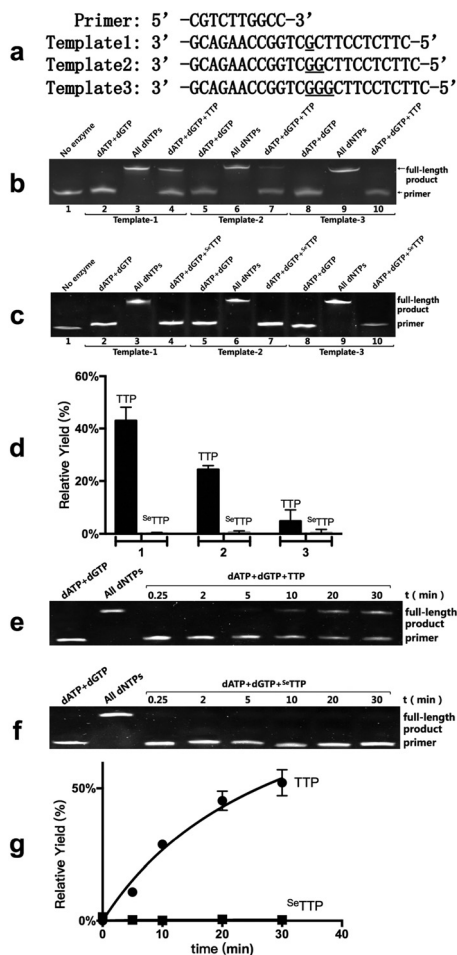 a
Primer: 5' -CGTCTTGGCC-3'
Template1: 3' -GCAGAACCGGTCGCTTCCTCTTC-5'
Template2: 3' -GCAGAACCGGTCGGCTTCCTCTTC-5'
Template3: 3' -GCAGAACCGGTCGGGCTTCCTCTTC-5'
b
No enzyme dATP+dGTP All dNTPs dATP+dGTP+TTP dATP+dGTP All dNTPs dATP+dGTP+TTP dATP+dGTP All dNTPs dATP+dGTP+TTP
full-length product
primer
1 2 3 4 5 6 7 8 9 10
Template-1 Template-2 Template-3
c
No enzyme dATP+dGTP All dNTPs dATP+dGTP+SeTTP dATP+dGTP All dNTPs dATP+dGTP+SeTTP dATP+dGTP All dNTPs dATP+dGTP+SeTTP
full-length product
primer
1 2 3 4 5 6 7 8 9 10
Template-1 Template-2 Template-3
d
Relative Yield (%)
60%
40%
20%
0%
TTP SeTTP TTP SeTTP TTP SeTTP
1 2 3
e
dATP+dGTP All dNTPs
dATP+dGTP+TTP
0.25 2 5 10 20 30 t ( min )
full-length product
primer
f
dATP+dGTP All dNTPs
dATP+dGTP+SeTTP
0.25 2 5 10 20 30 t ( min )
full-length product
primer
g
Relative Yield (%)
50%
0%
TTP
SeTTP
0 10 20 30 40
time (min)